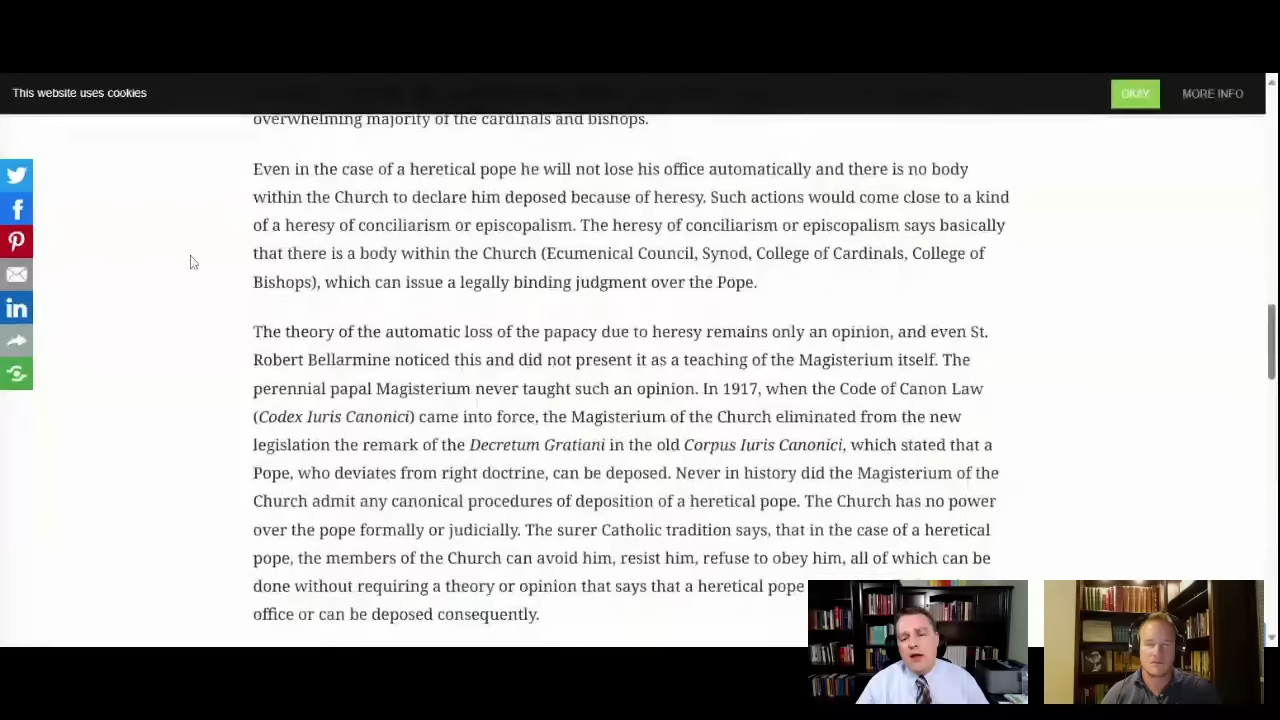 This website uses cookies
OKAY
MORE INFO
overwhelming majority of the cardinals and bishops.
Even in the case of a heretical pope he will not lose his office automatically and there is no body
within the Church to declare him deposed because of heresy. Such actions would come close to a kind
of a heresy of conciliarism or episcopalism. The heresy of conciliarism or episcopalism says basically
that there is a body within the Church (Ecumenical Council, Synod, College of Cardinals, College of
Bishops), which can issue a legally binding judgment over the Pope.
The theory of the automatic loss of the papacy due to heresy remains only an opinion, and even St.
Robert Bellarmine noticed this and did not present it as a teaching of the Magisterium itself. The
perennial papal Magisterium never taught such an opinion. In 1917, when the Code of Canon Law
(Codex Iuris Canonici) came into force, the Magisterium of the Church eliminated from the new
legislation the remark of the Decretum Gratiani in the old Corpus Iuris Canonici, which stated that a
Pope, who deviates from right doctrine, can be deposed. Never in history did the Magisterium of the
Church admit any canonical procedures of deposition of a heretical pope. The Church has no power
over the pope formally or judicially. The surer Catholic tradition says, that in the case of a heretical
pope, the members of the Church can avoid him, resist him, refuse to obey him, all of which can be
done without requiring a theory or opinion that says that a heretical pope
office or can be deposed consequently.